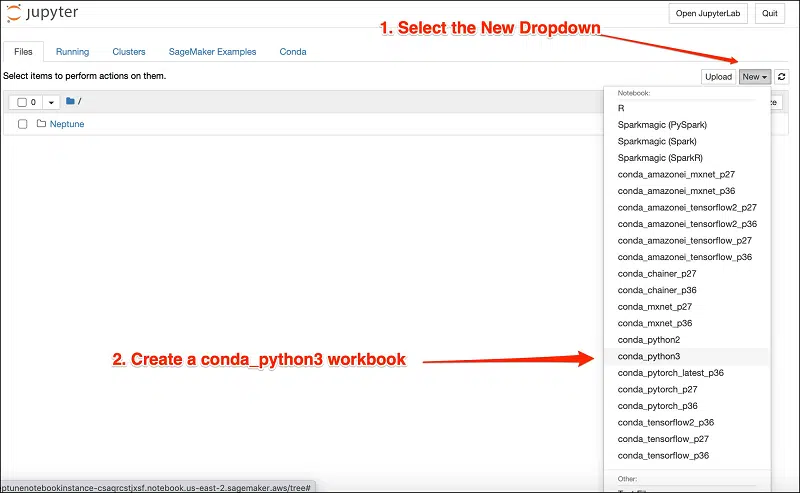 jupyter
Open JupyterLab
Quit
1. Select the New Dropdown
Files
Running
Clusters
SageMaker Examples
Conda
Select items to perform actions on them.
Upload
New
0
/
Neptune
Notebook:
R
Sparkmagic (PySpark)
Sparkmagic (Spark)
Sparkmagic (SparkR)
conda_amazonei_mxnet_p27
conda_amazonei_mxnet_p36
conda_amazonei_tensorflow2_p27
conda_amazonei_tensorflow2_p36
conda_amazonei_tensorflow_p27
conda_amazonei_tensorflow_p36
conda_chainer_p27
conda_chainer_p36
conda_mxnet_p27
conda_mxnet_p36
conda_python2
2. Create a conda_python3 workbook
conda_python3
conda_pytorch_latest_p36
conda_pytorch_p27
conda_pytorch_p36
conda_tensorflow2_p36
conda_tensorflow_p27
conda_tensorflow_p36
Other:
ptunenotebookinstance-csaqrcstjxsf.notebook.us-east-2.sagemaker.aws/tree#